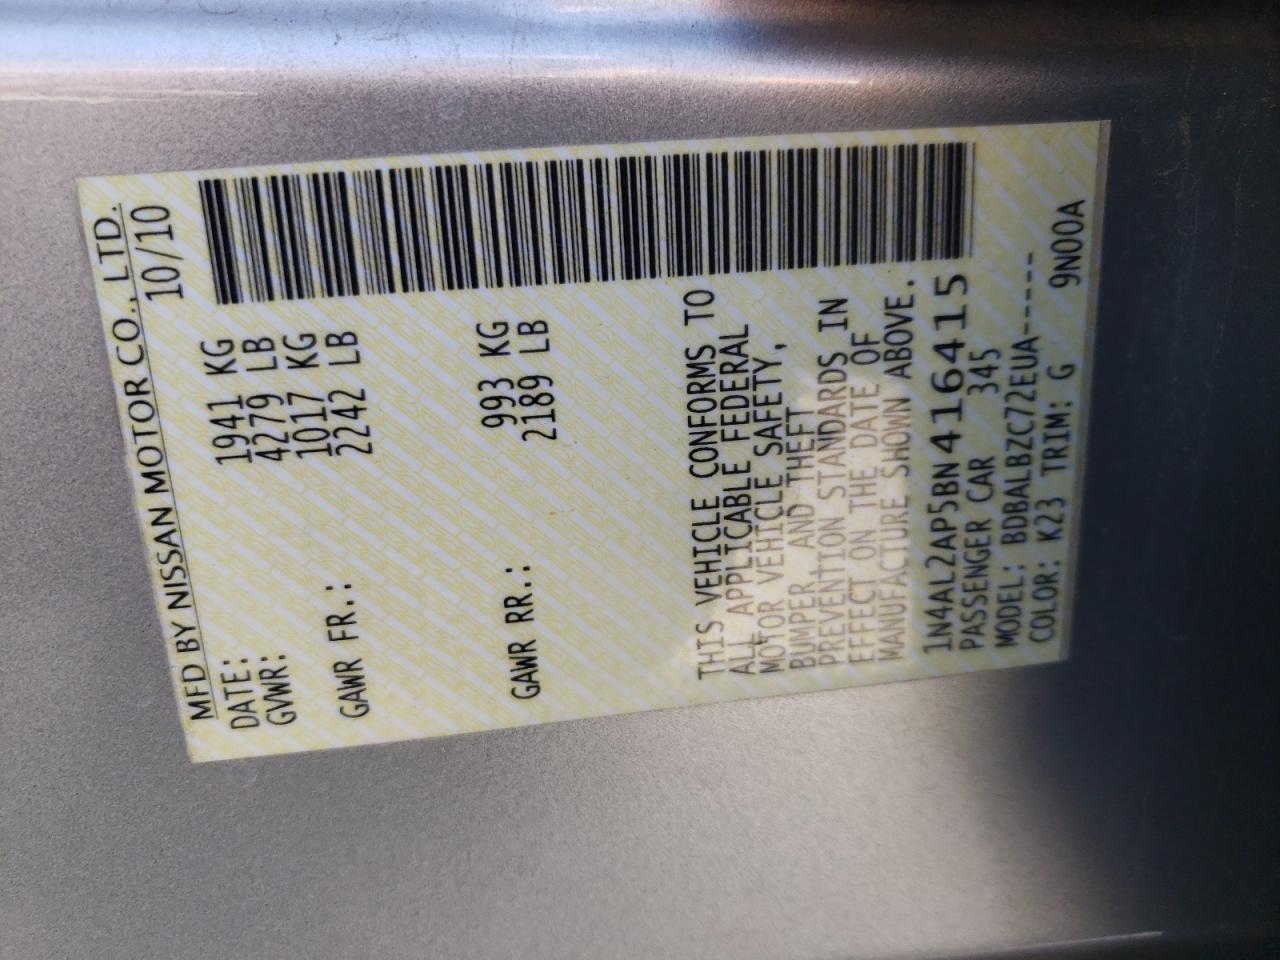 MFD BY NISSAN MOTOR CO., LTD.
DATE: 10/10
GVWR: 1941 KG
4279 LB
GAWR FR.: 1017 KG
2242 LB
GAWR RR.: 993 KG
2189 LB
THIS VEHICLE CONFORMS TO
ALL APPLICABLE FEDERAL
MOTOR VEHICLE SAFETY,
BUMPER AND THEFT
PREVENTION STANDARDS IN
EFFECT ON THE DATE OF
MANUFACTURE SHOWN ABOVE.
1N4AL2AP5BN416415
PASSENGER CAR 345
MODEL: BDBALBZC72EUA-----
COLOR: K23 TRIM: G 9N00A